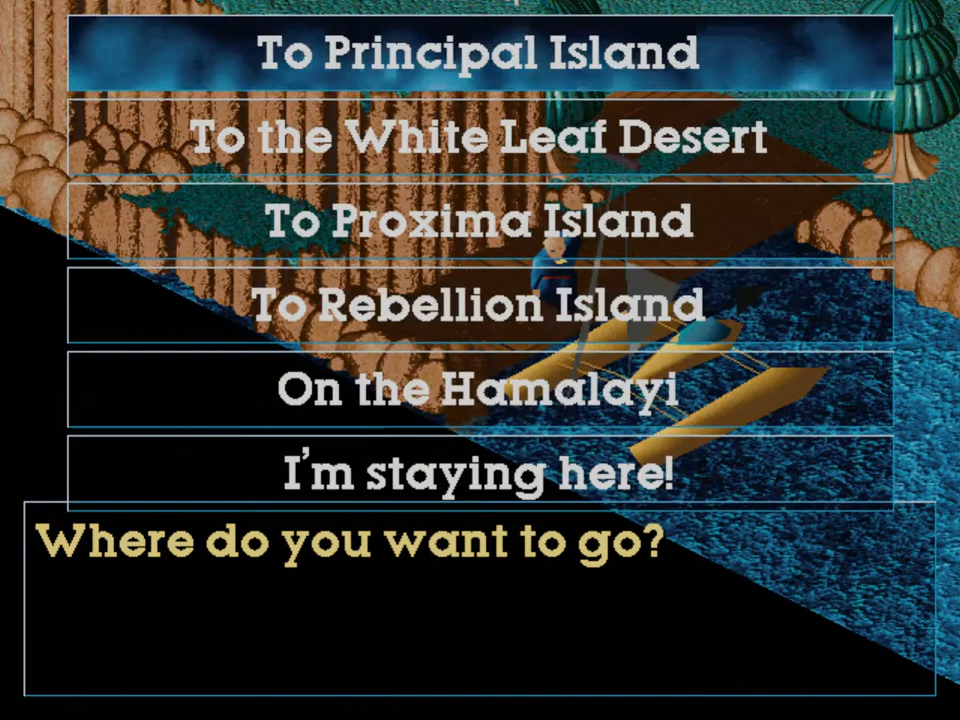 To Principal Island
To the White Leaf Desert
To Proxima Island
To Rebellion Island
On the Hamalayi
I'm staying here!
Where do you want to go?